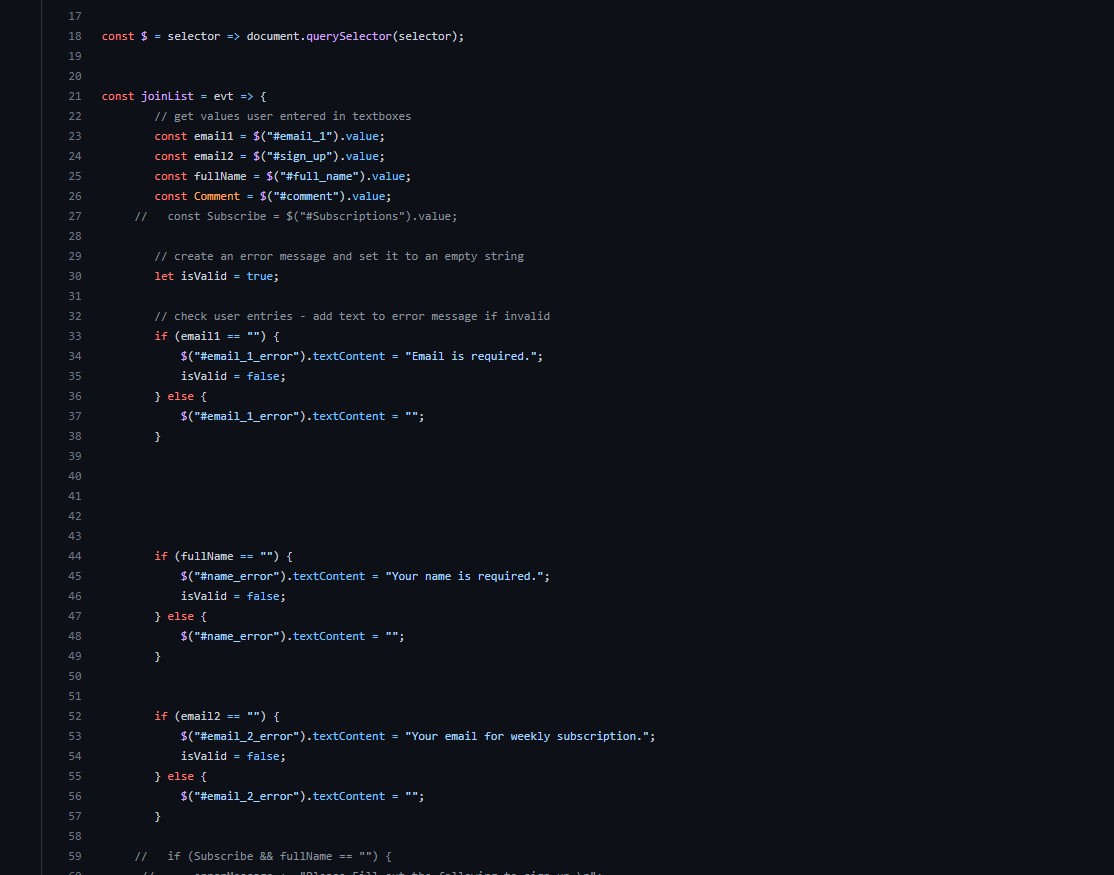 17
18 const $ = selector => document.querySelector(selector);
19
20
21 const joinList = evt => {
22 // get values user entered in textboxes
23 const email1 = $("#email_1").value;
24 const email2 = $("#sign_up").value;
25 const fullName = $("#full_name").value;
26 const Comment = $("#comment").value;
27 // const Subscribe = $("#Subscriptions").value;
28
29 // create an error message and set it to an empty string
30 let isValid = true;
31
32 // check user entries - add text to error message if invalid
33 if (email1 == "") {
34 $("#email_1_error").textContent = "Email is required.";
35 isValid = false;
36 } else {
37 $("#email_1_error").textContent = "";
38 }
39
40
41
42
43
44 if (fullName == "") {
45 $("#name_error").textContent = "Your name is required.";
46 isValid = false;
47 } else {
48 $("#name_error").textContent = "";
49 }
50
51
52 if (email2 == "") {
53 $("#email_2_error").textContent = "Your email for weekly subscription.";
54 isValid = false;
55 } else {
56 $("#email_2_error").textContent = "";
57 }
58
59 // if (Subscribe && fullName == "") {